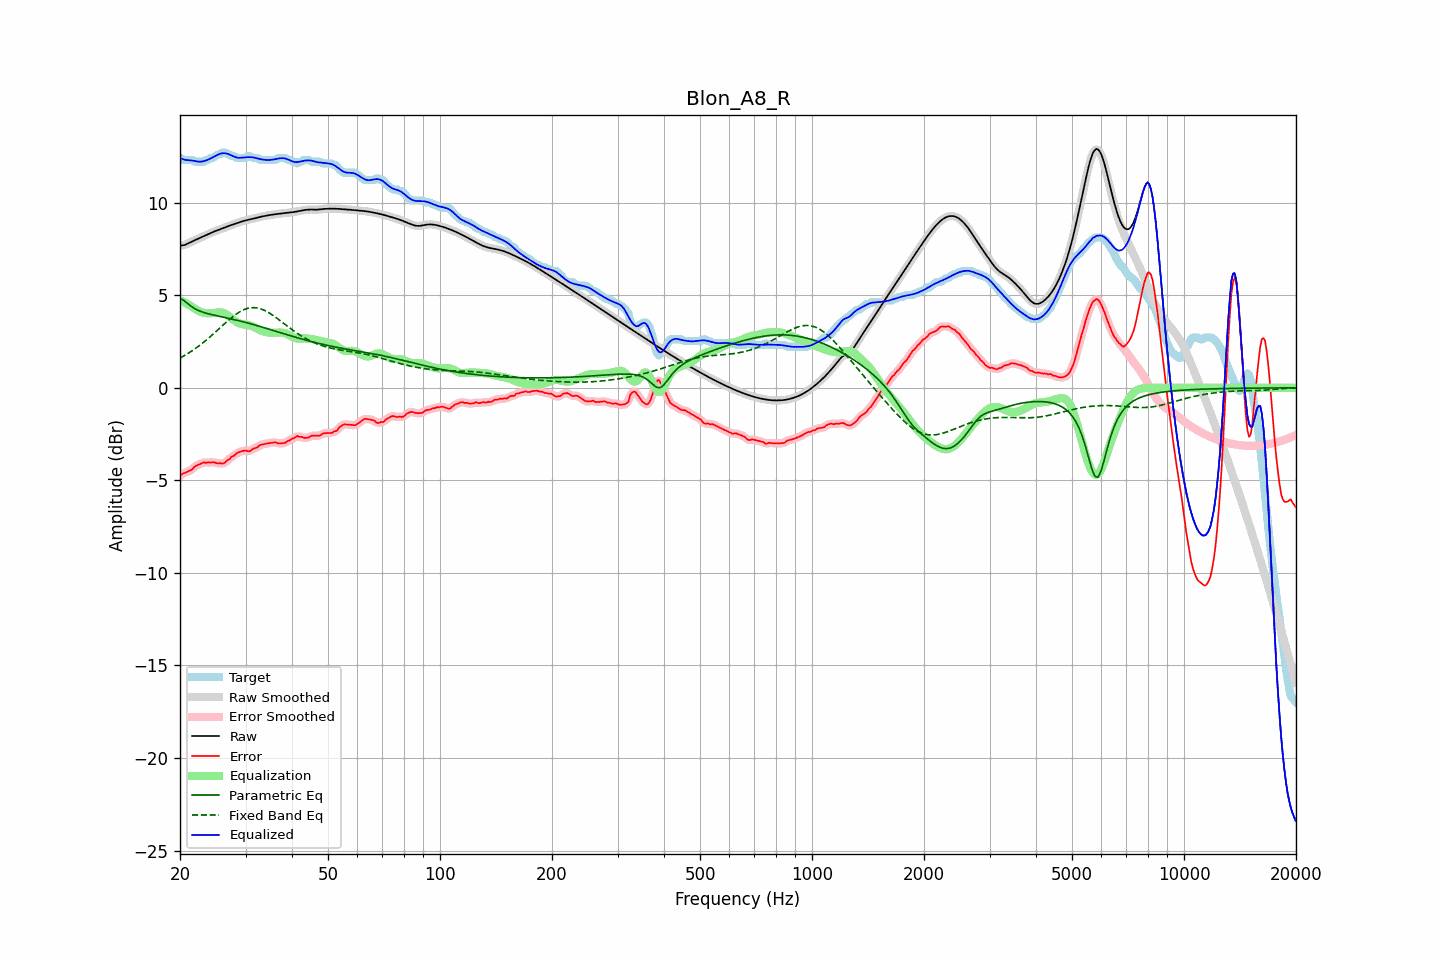 Blon_A8_R
Amplitude (dBr)
10
5
0
−5
−10
−15
−20
−25
Target
Raw Smoothed
Error Smoothed
Raw
Error
Equalization
Parametric Eq
Fixed Band Eq
Equalized
20 50 100 200 500 1000 2000 5000 10000 20000
Frequency (Hz)